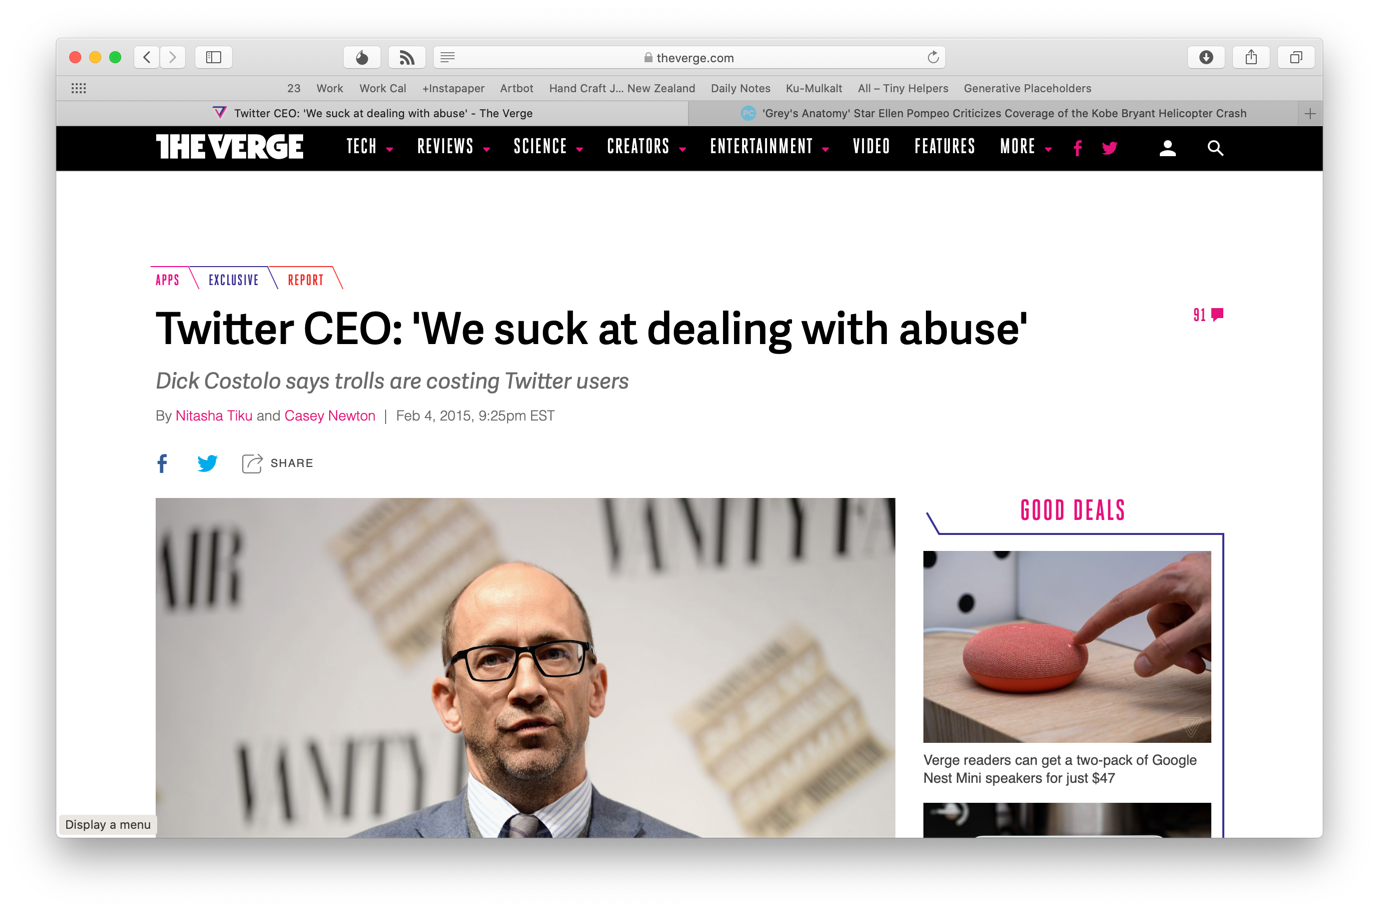 theverge.com
23 Work Work Cal +Instapaper Artbot Hand Craft J... New Zealand Daily Notes Ku-Mulkalt All – Tiny Helpers Generative Placeholders
Twitter CEO: 'We suck at dealing with abuse' - The Verge
PC 'Grey's Anatomy' Star Ellen Pompeo Criticizes Coverage of the Kobe Bryant Helicopter Crash
THE VERGE TECH REVIEWS SCIENCE CREATORS ENTERTAINMENT VIDEO FEATURES MORE
APPS EXCLUSIVE REPORT
Twitter CEO: 'We suck at dealing with abuse'
91
Dick Costolo says trolls are costing Twitter users
By Nitasha Tiku and Casey Newton | Feb 4, 2015, 9:25pm EST
SHARE
AIR
VANITY FA
VANITY F
GOOD DEALS
Verge readers can get a two-pack of Google
Nest Mini speakers for just $47
Display a menu